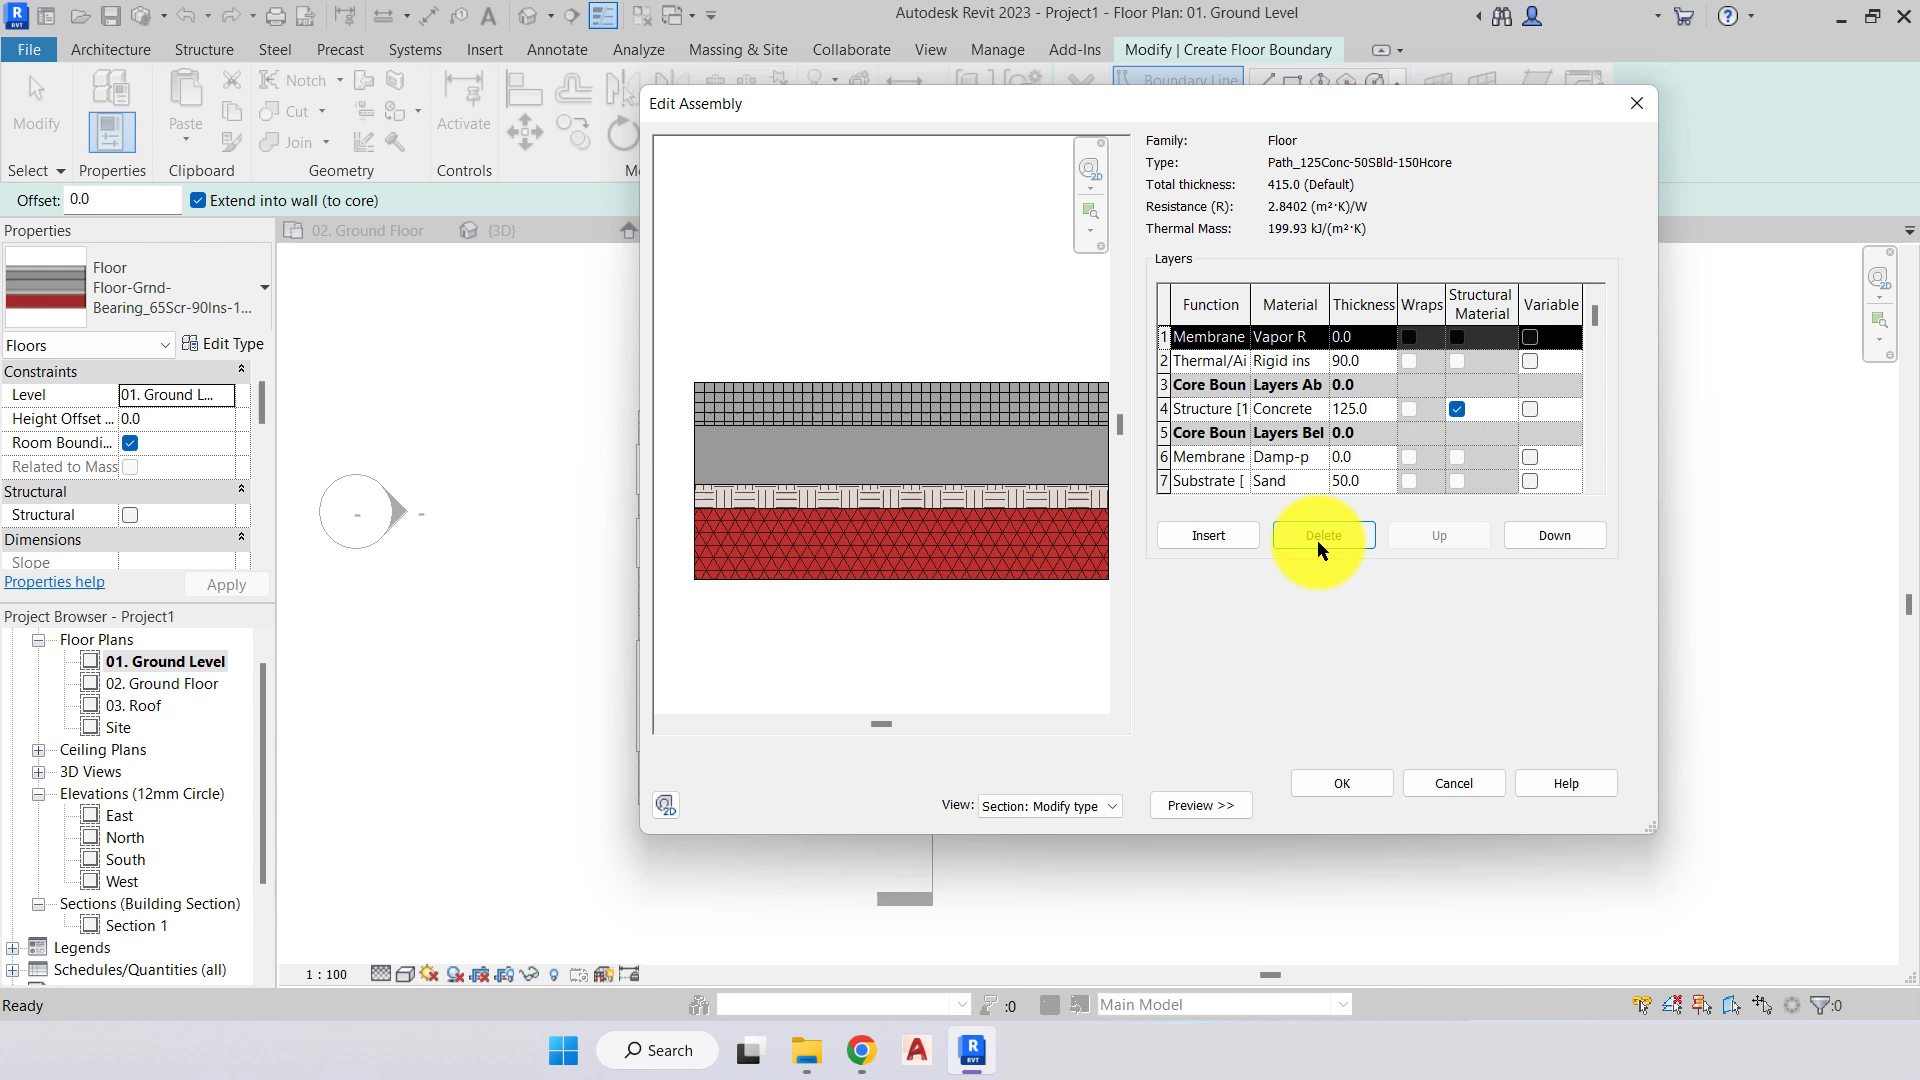 Autodesk Revit 2023 - Project1 - Floor Plan: 01. Ground Level
File Architecture Structure Steel Precast Systems Insert Annotate Analyze Massing & Site Collaborate View Manage Add-Ins Modify | Create Floor Boundary
Modify
Paste
Notch
Cut
Join
Activate
Boundary Line
Select Properties Clipboard Geometry Controls
Offset: 0.0 Extend into wall (to core)
Properties
02. Ground Floor {3D}
Floor
Floor-Grnd-
Bearing_65Scr-90Ins-1...
Floors Edit Type
Constraints
Level 01. Ground L...
Height Offset ... 0.0
Room Boundi...
Related to Mass
Structural
Structural
Dimensions
Slope
Properties help Apply
Project Browser - Project1
Floor Plans
01. Ground Level
02. Ground Floor
03. Roof
Site
Ceiling Plans
3D Views
Elevations (12mm Circle)
East
North
South
West
Sections (Building Section)
Section 1
Legends
Schedules/Quantities (all)
Edit Assembly
2D
Family: Floor
Type: Path_125Conc-50SBld-150Hcore
Total thickness: 415.0 (Default)
Resistance (R): 2.8402 (m²·K)/W
Thermal Mass: 199.93 kJ/(m²·K)
Layers
Function Material Thickness Wraps Structural Material Variable
1 Membrane Vapor R 0.0
2 Thermal/Ai Rigid ins 90.0
3 Core Boun Layers Ab 0.0
4 Structure [1 Concrete 125.0
5 Core Boun Layers Bel 0.0
6 Membrane Damp-p 0.0
7 Substrate [ Sand 50.0
Insert Delete Up Down
OK Cancel Help
View: Section: Modify type Preview >>
1 : 100
Ready
:0
Main Model
:0
Search